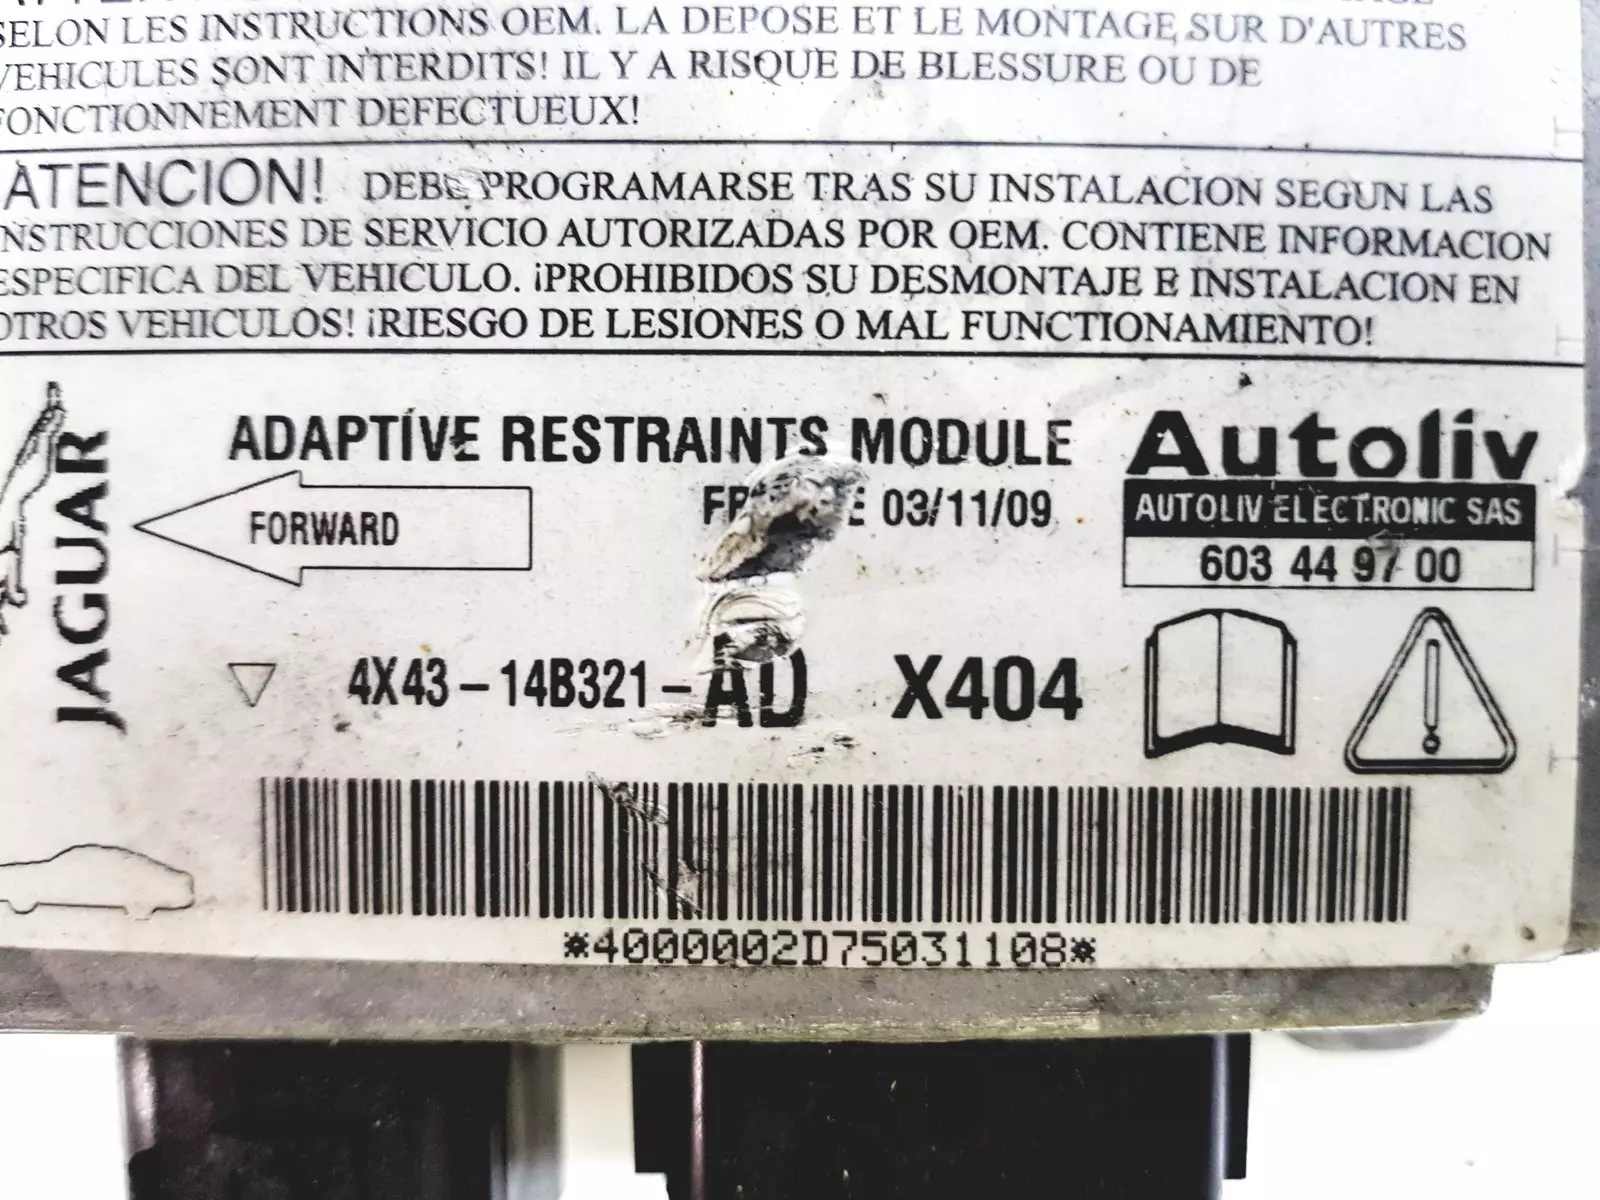 SELON LES INSTRUCTIONS OEM. LA DEPOSE ET LE MONTAGE SUR D'AUTRES
VEHICULES SONT INTERDITS! IL Y A RISQUE DE BLESSURE OU DE
FONCTIONNEMENT DEFECTUEUX!
ATENCION! DEBE PROGRAMARSE TRAS SU INSTALACION SEGUN LAS
INSTRUCCIONES DE SERVICIO AUTORIZADAS POR OEM. CONTIENE INFORMACION
ESPECIFICA DEL VEHICULO. ¡PROHIBIDOS SU DESMONTAJE E INSTALACION EN
OTROS VEHICULOS! ¡RIESGO DE LESIONES O MAL FUNCTIONAMIENTO!
JAGUAR
ADAPTIVE RESTRAINTS MODULE
03/11/09
FORWARD
Autoliv
AUTOLIV ELECTRONIC SAS
603 44 97 00
4X43-14B321-AD X404
*4000002D75031108*